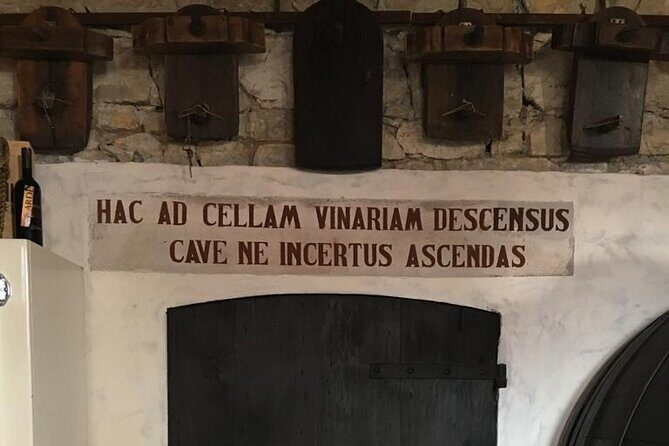 HAC AD CELLAM VINARIAM DESCENSUS
CAVE NE INCERTUS ASCENDAS